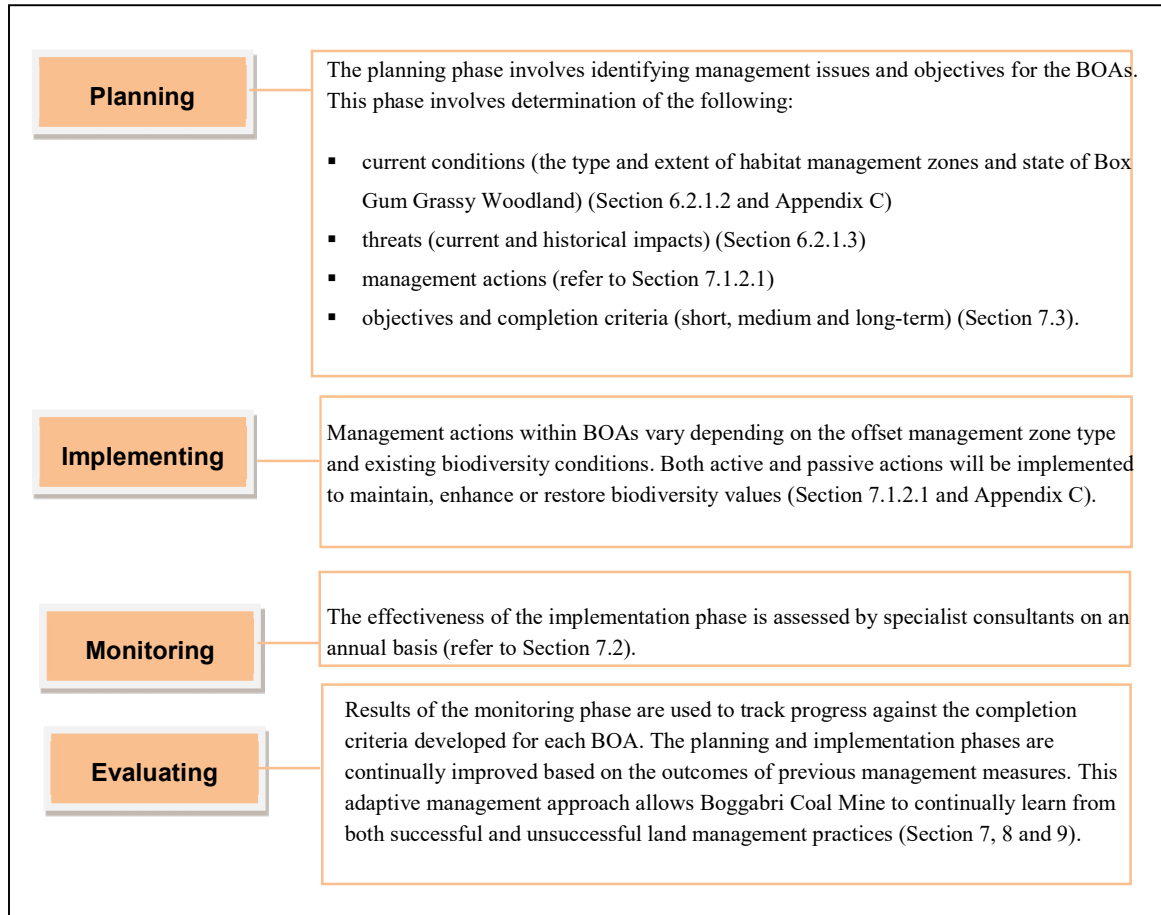 Planning
The planning phase involves identifying management issues and objectives for the BOAs.
This phase involves determination of the following:
▪ current conditions (the type and extent of habitat management zones and state of Box
Gum Grassy Woodland) (Section 6.2.1.2 and Appendix C)
▪ threats (current and historical impacts) (Section 6.2.1.3)
▪ management actions (refer to Section 7.1.2.1)
▪ objectives and completion criteria (short, medium and long-term) (Section 7.3).
Implementing
Management actions within BOAs vary depending on the offset management zone type
and existing biodiversity conditions. Both active and passive actions will be implemented
to maintain, enhance or restore biodiversity values (Section 7.1.2.1 and Appendix C).
Monitoring
The effectiveness of the implementation phase is assessed by specialist consultants on an
annual basis (refer to Section 7.2).
Evaluating
Results of the monitoring phase are used to track progress against the completion
criteria developed for each BOA. The planning and implementation phases are
continually improved based on the outcomes of previous management measures. This
adaptive management approach allows Boggabri Coal Mine to continually learn from
both successful and unsuccessful land management practices (Section 7, 8 and 9).